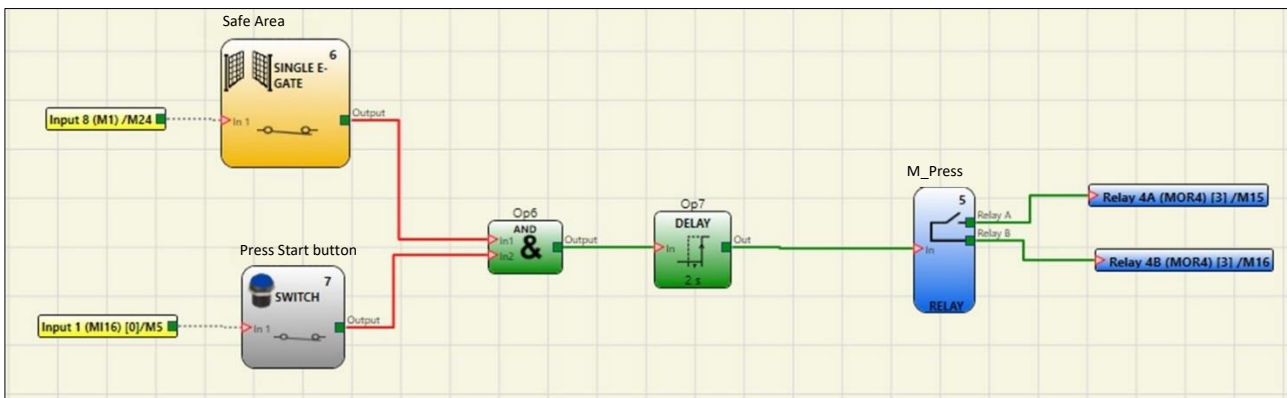 Safe Area
6
SINGLE E-
GATE
Input 8 (M1) /M24
In 1
Output
M_Press
5
Relay A
Relay 4A (MOR4) [3] /M15
Op6
Op7
AND
DELAY
In1
&
Output
In
Out
Relay B
In2
In
Relay 4B (MOR4) [3] /M16
2 s
Press Start button
7
SWITCH
RELAY
Input 1 (MI16) [0]/M5
In 1
Output